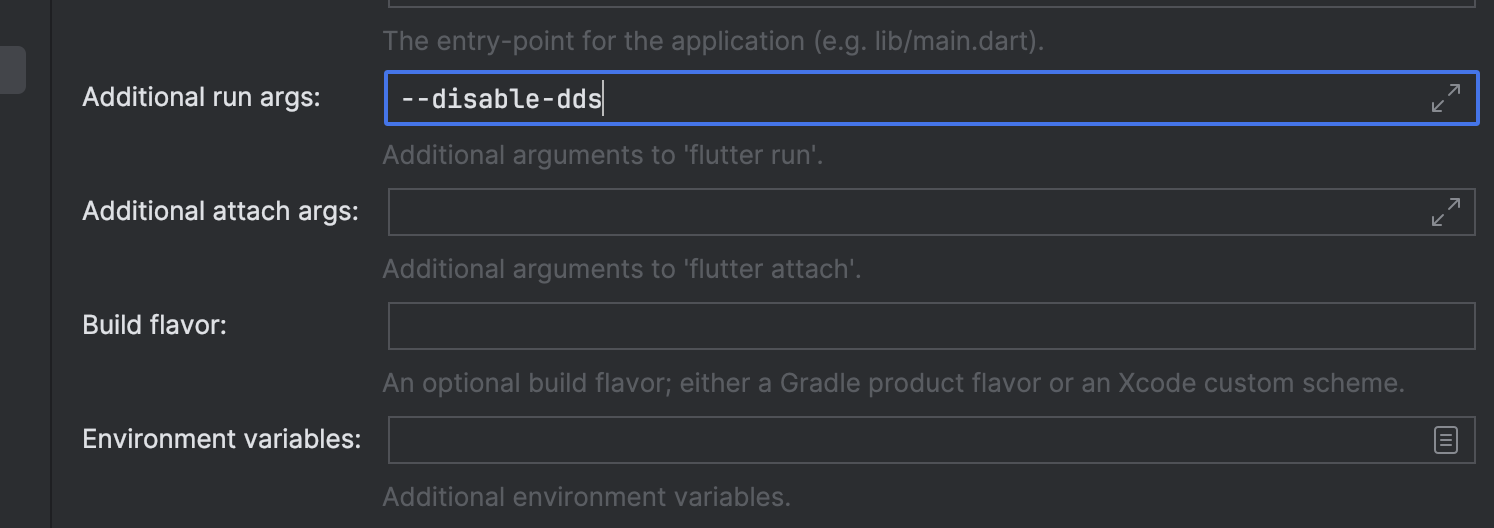 The entry-point for the application (e.g. lib/main.dart).
Additional run args: --disable-dds
Additional arguments to 'flutter run'.
Additional attach args:
Additional arguments to 'flutter attach'.
Build flavor:
An optional build flavor; either a Gradle product flavor or an Xcode custom scheme.
Environment variables:
Additional environment variables.